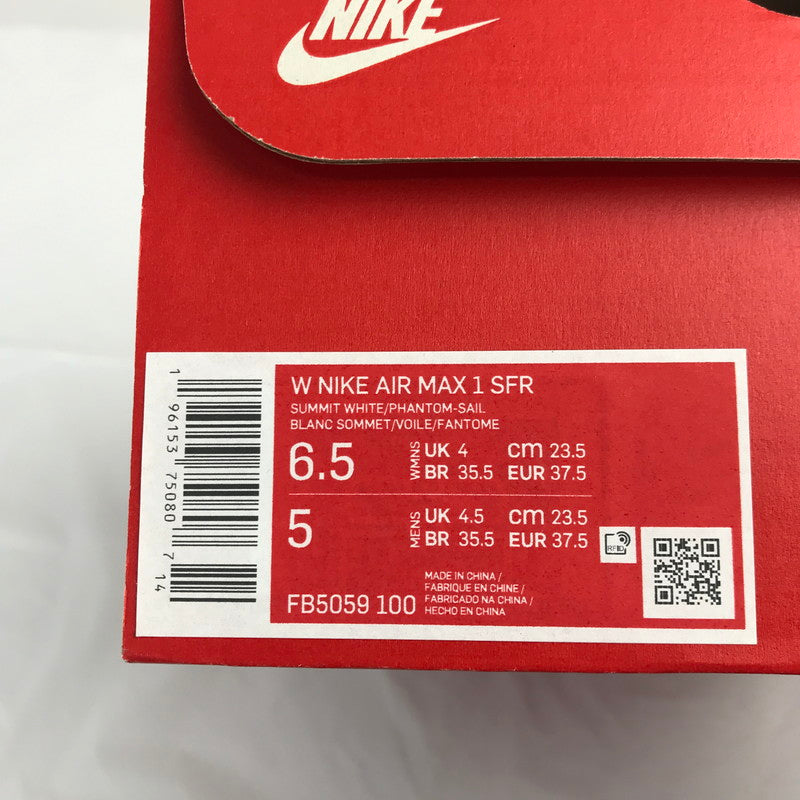 NIKE
W NIKE AIR MAX 1 SFR
SUMMIT WHITE/PHANTOM-SAIL
BLANC SOMMET/VOILE/FANTOME
6.5 WMNS UK 4 CM 23.5
BR 35.5 EUR 37.5
5 MENS UK 4.5 CM 23.5
BR 35.5 EUR 37.5
RFID
FB5059 100
MADE IN CHINA /
FABRIQUE EN CHINE /
FABRICADO NA CHINA /
HECHO EN CHINA
1 96153 75080 7 14